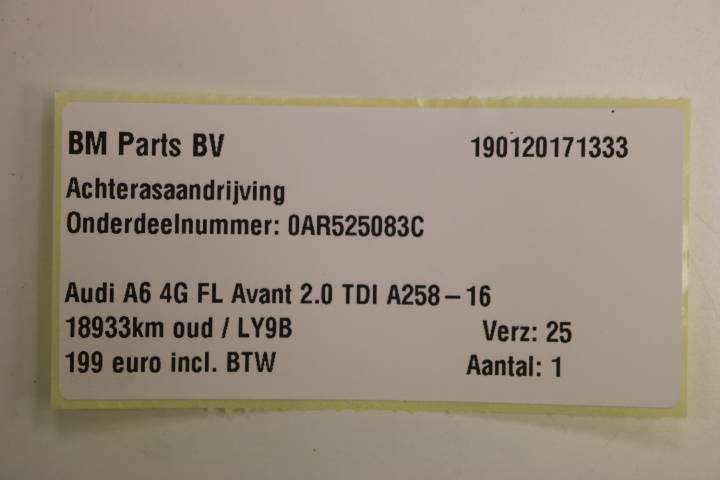 BM Parts BV 190120171333
Achterasaandrijving
Onderdeelnummer: 0AR525083C
Audi A6 4G FL Avant 2.0 TDI A258-16
18933km oud / LY9B Verz: 25
199 euro incl. BTW Aantal: 1